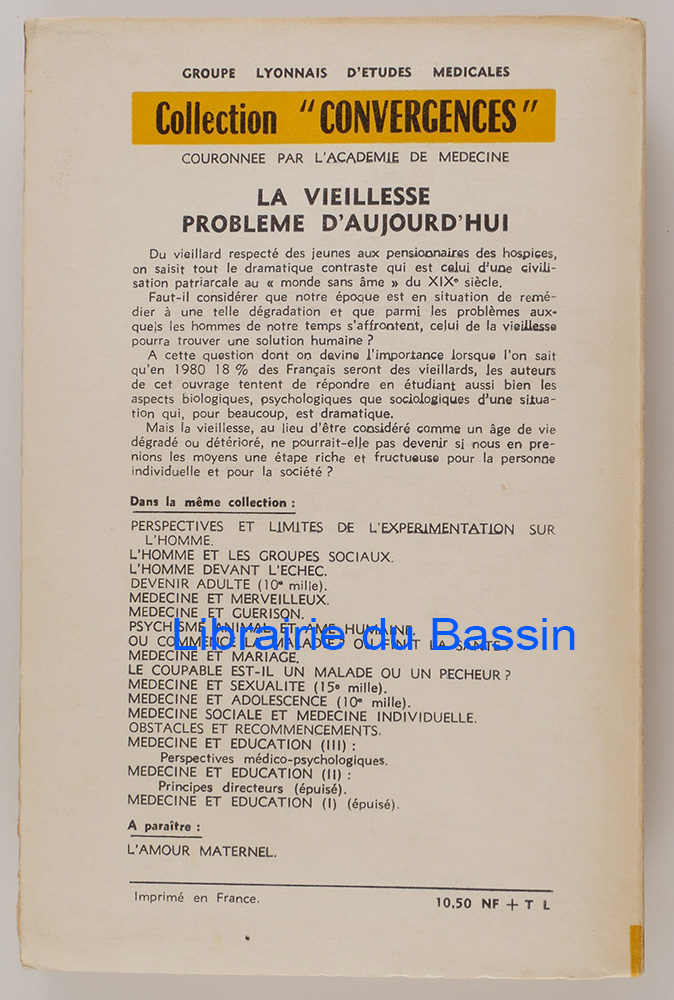 GROUPE LYONNAIS D'ETUDES MEDICALES
Collection "CONVERGENCES"
COURONNEE PAR L'ACADEMIE DE MEDECINE
LA VIEILLESSE
PROBLEME D'AUJOURD'HUI
Du vieillard respecté des jeunes aux pensionnaires des hospices,
on saisit tout le dramatique contraste qui est celui d'une civili-
sation patriarcale au « monde sans âme » du XIXe siècle.
Faut-il considérer que notre époque est en situation de remé-
dier à une telle dégradation et que parmi les problèmes aux-
quels les hommes de notre temps s'affrontent, celui de la vieillesse
pourra trouver une solution humaine ?
A cette question dont on devine l'importance lorsque l'on sait
qu'en 1980 18 % des Français seront des vieillards, les auteurs
de cet ouvrage tentent de répondre en étudiant aussi bien les
aspects biologiques, psychologiques que sociologiques d'une situa-
tion qui, pour beaucoup, est dramatique.
Mais la vieillesse, au lieu d'être considéré comme un âge de vie
dégradé ou détérioré, ne pourrait-elle pas devenir si nous en pre-
nions les moyens une étape riche et fructueuse pour la personne
individuelle et pour la société ?
Dans la même collection :
PERSPECTIVES ET LIMITES DE L'EXPERIMENTATION SUR
L'HOMME.
L'HOMME ET LES GROUPES SOCIAUX.
L'HOMME DEVANT L'ECHEC.
DEVENIR ADULTE (10e mille).
MEDECINE ET MERVEILLEUX.
MEDECINE ET GUERISON.
PSYCHISME ANIMAL ET AME HUMAINE.
Librairie du Bassin
OU COMMENCE LA MALADIE ? OU FINIT LA SANTE
MEDECINE ET MARIAGE.
LE COUPABLE EST-IL UN MALADE OU UN PECHEUR ?
MEDECINE ET SEXUALITE (15e mille).
MEDECINE ET ADOLESCENCE (10e mille).
MEDECINE SOCIALE ET MEDECINE INDIVIDUELLE.
OBSTACLES ET RECOMMENCEMENTS.
MEDECINE ET EDUCATION (III) :
Perspectives médico-psychologiques.
MEDECINE ET EDUCATION (II) :
Principes directeurs (épuisé).
MEDECINE ET EDUCATION (I) (épuisé).
A paraître :
L'AMOUR MATERNEL.
Imprimé en France.
10,50 NF + T L